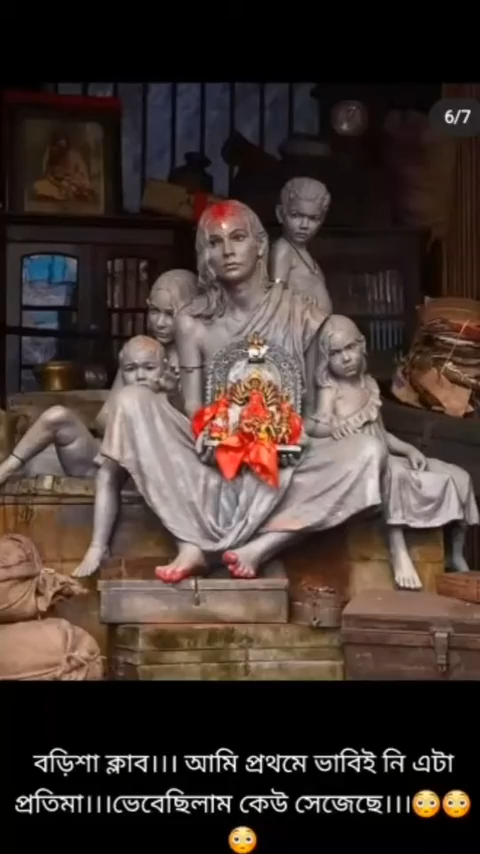 6/7
বড়িশা ক্লাব।।। আমি প্রথমে ভাবিই নি এটা
প্রতিমা।।।ভেবেছিলাম কেউ সেজেছে।।।😳😳
😳